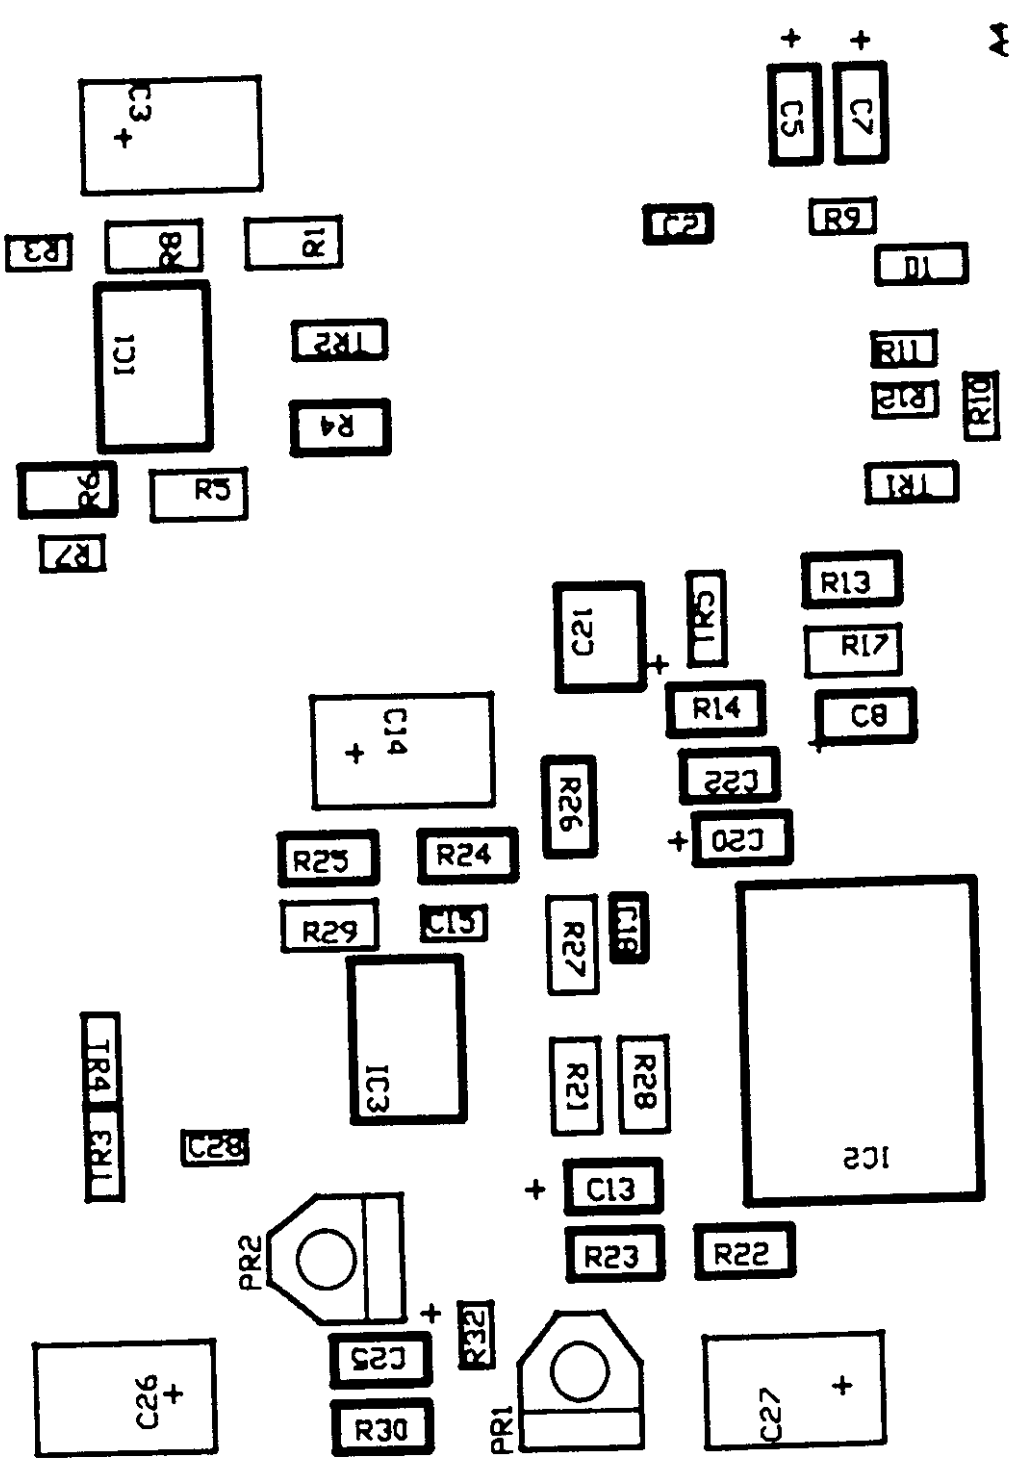 A4
+
+
C3
+
C5
C7
C2
R9
R3
R8
R1
D1
IC1
TR2
R11
R12
R10
R4
R6
R5
TR1
R7
C21
+
TR5
R13
R17
R14
C8
+
C14
+
R26
C22
+
C20
R25
R24
R29
C15
R27
C18
IC3
TR4
TR3
C28
R21
R28
IC2
+
C13
PR2
R23
R22
+
R32
C26
+
C25
R30
PR1
C27
+